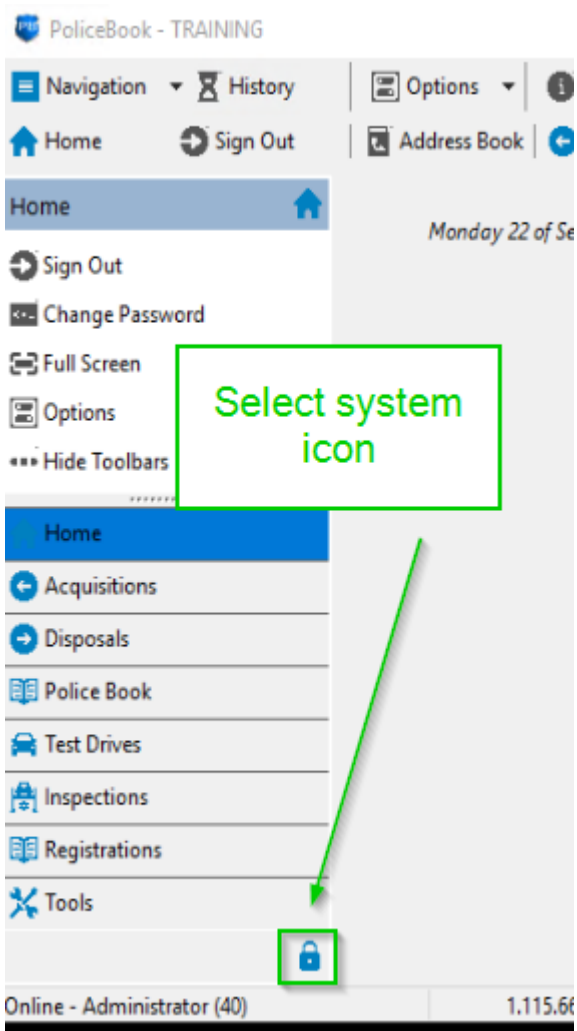 PoliceBook - TRAINING
Navigation History Options
Home Sign Out Address Book
Home
Monday 22 of Se
Sign Out
Change Password
Full Screen
Options
Hide Toolbars
Select system
icon
Home
Acquisitions
Disposals
Police Book
Test Drives
Inspections
Registrations
Tools
Online - Administrator (40) 1.115.66